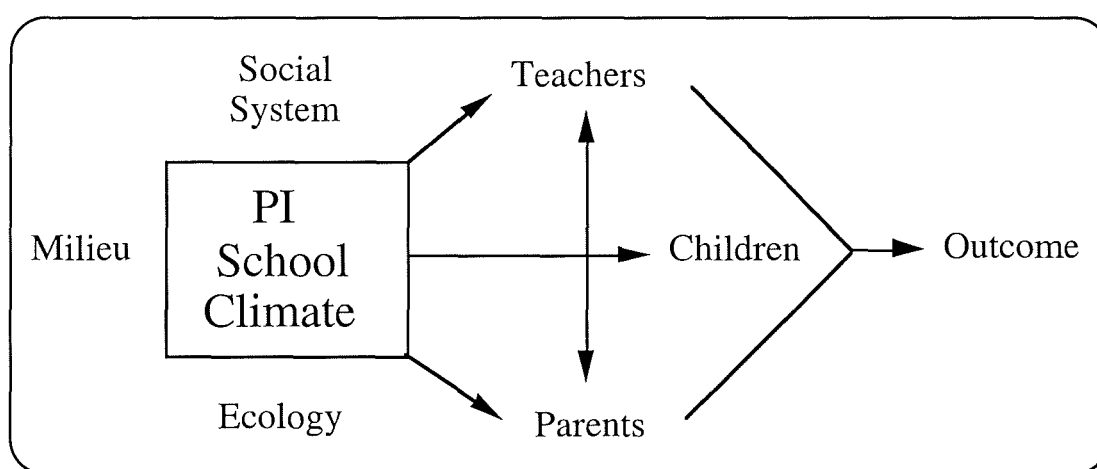 Social
System
Teachers
Milieu
PI
School
Climate
Children
Outcome
Ecology
Parents